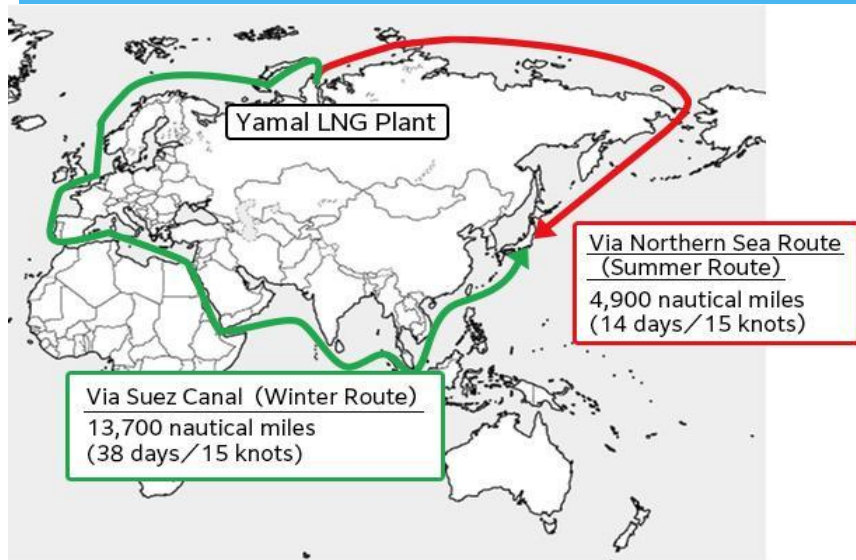 Yamal LNG Plant
Via Northern Sea Route
(Summer Route)
4,900 nautical miles
(14 days/15 knots)
Via Suez Canal (Winter Route)
13,700 nautical miles
(38 days/15 knots)